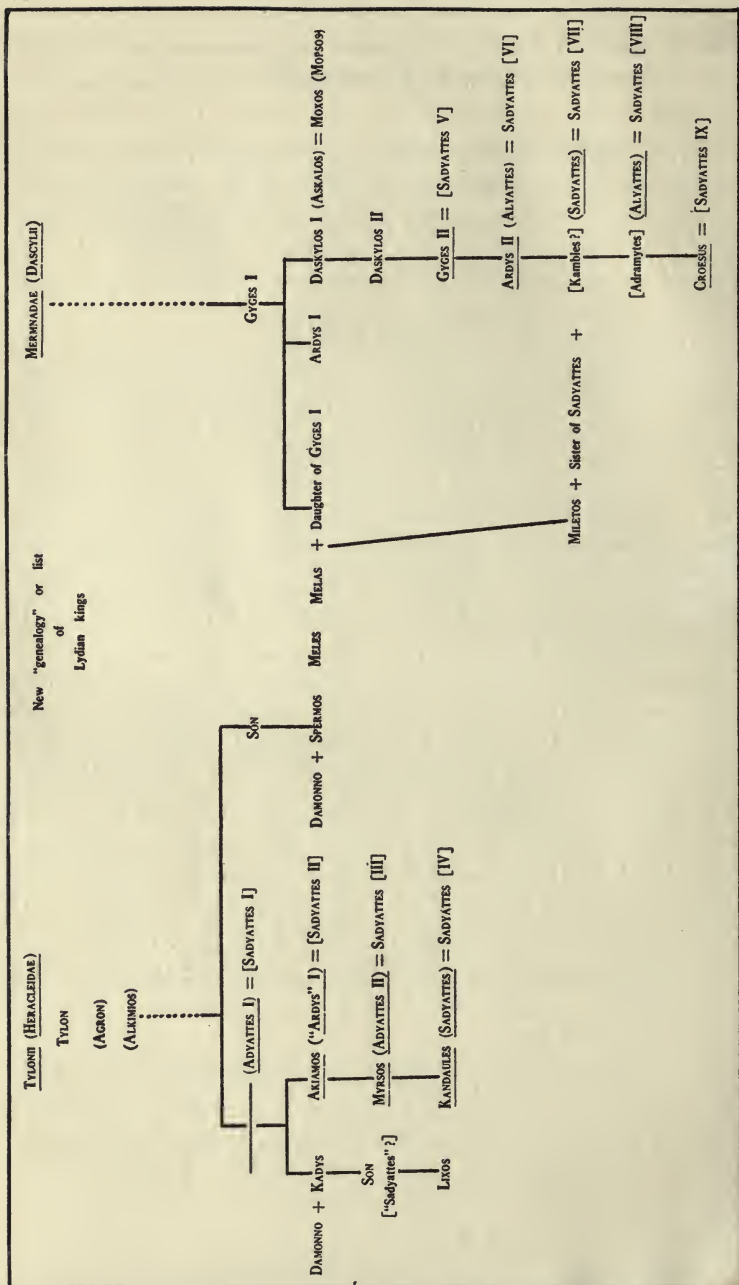 New "genealogy" or list
of
Lydian kings
TYLONII (HERACLEIDAE)
TYLON
(AGRON)
(ALKIMIOS)
(ADYATTES I) = [SADYATTES I]
SON
DAMONNO + KADYS
AKIAMOS ("ARDYS" I) = [SADYATTES II]
DAMONNO + SPERMOS
MELES
SON
["SADYATTES" ?]
MYRSOS (ADYATTES II) = SADYATTES [III]
LIXOS
KANDAULES (SADYATTES) = SADYATTES [IV]
MERMNADAE (DASCYLII)
GYGES I
MELAS + Daughter of GYGES I
ARDYS I
DASKYLOS I (ASKALOS) = MOXOS (MOPSOS)
DASKYLOS II
GYGES II = [SADYATTES V]
ARDYS II (ALYATTES) = SADYATTES [VI]
MILETOS + Sister of SADYATTES +
[Kambles ?] (SADYATTES) = SADYATTES [VII]
[Adramytes] (ALYATTES) = SADYATTES [VIII]
CROESUS = [SADYATTES IX]